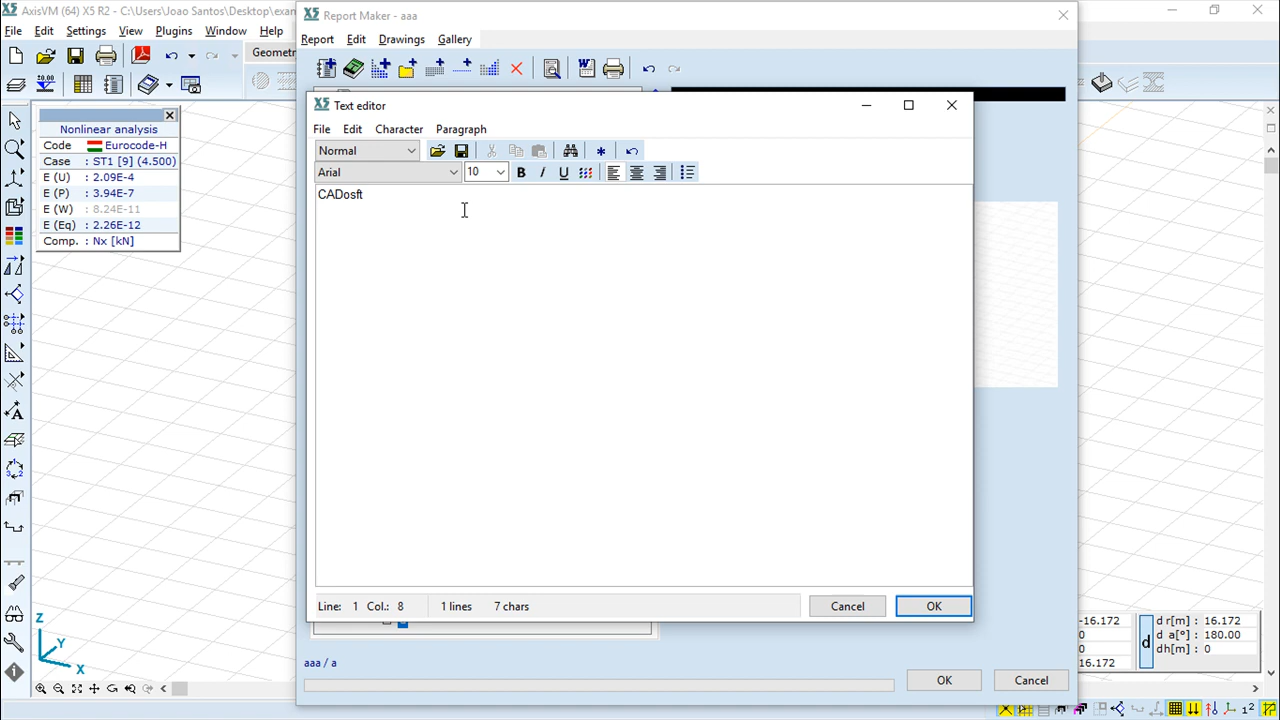 AxisVM (64) X5 R2 - C:\Users\Joao Santos\Desktop\exan
File Edit Settings View Plugins Window Help
Geometr
Nonlinear analysis
Code Eurocode-H
Case : ST1 [9] (4.500)
E (U) : 2.09E-4
E (P) : 3.94E-7
E (W) : 8.24E-11
E (Eq) : 2.26E-12
Comp. : Nx [kN]
Report Maker - aaa
Report Edit Drawings Gallery
Text editor
File Edit Character Paragraph
Normal
Arial 10 B I U
CADosft
Line: 1 Col.: 8 1 lines 7 chars
Cancel OK
aaa / a
OK Cancel
Z
Y
X
-16.172 d r[m] : 16.172
0 d d a[°] : 180.00
0 dh[m] : 0
16.172